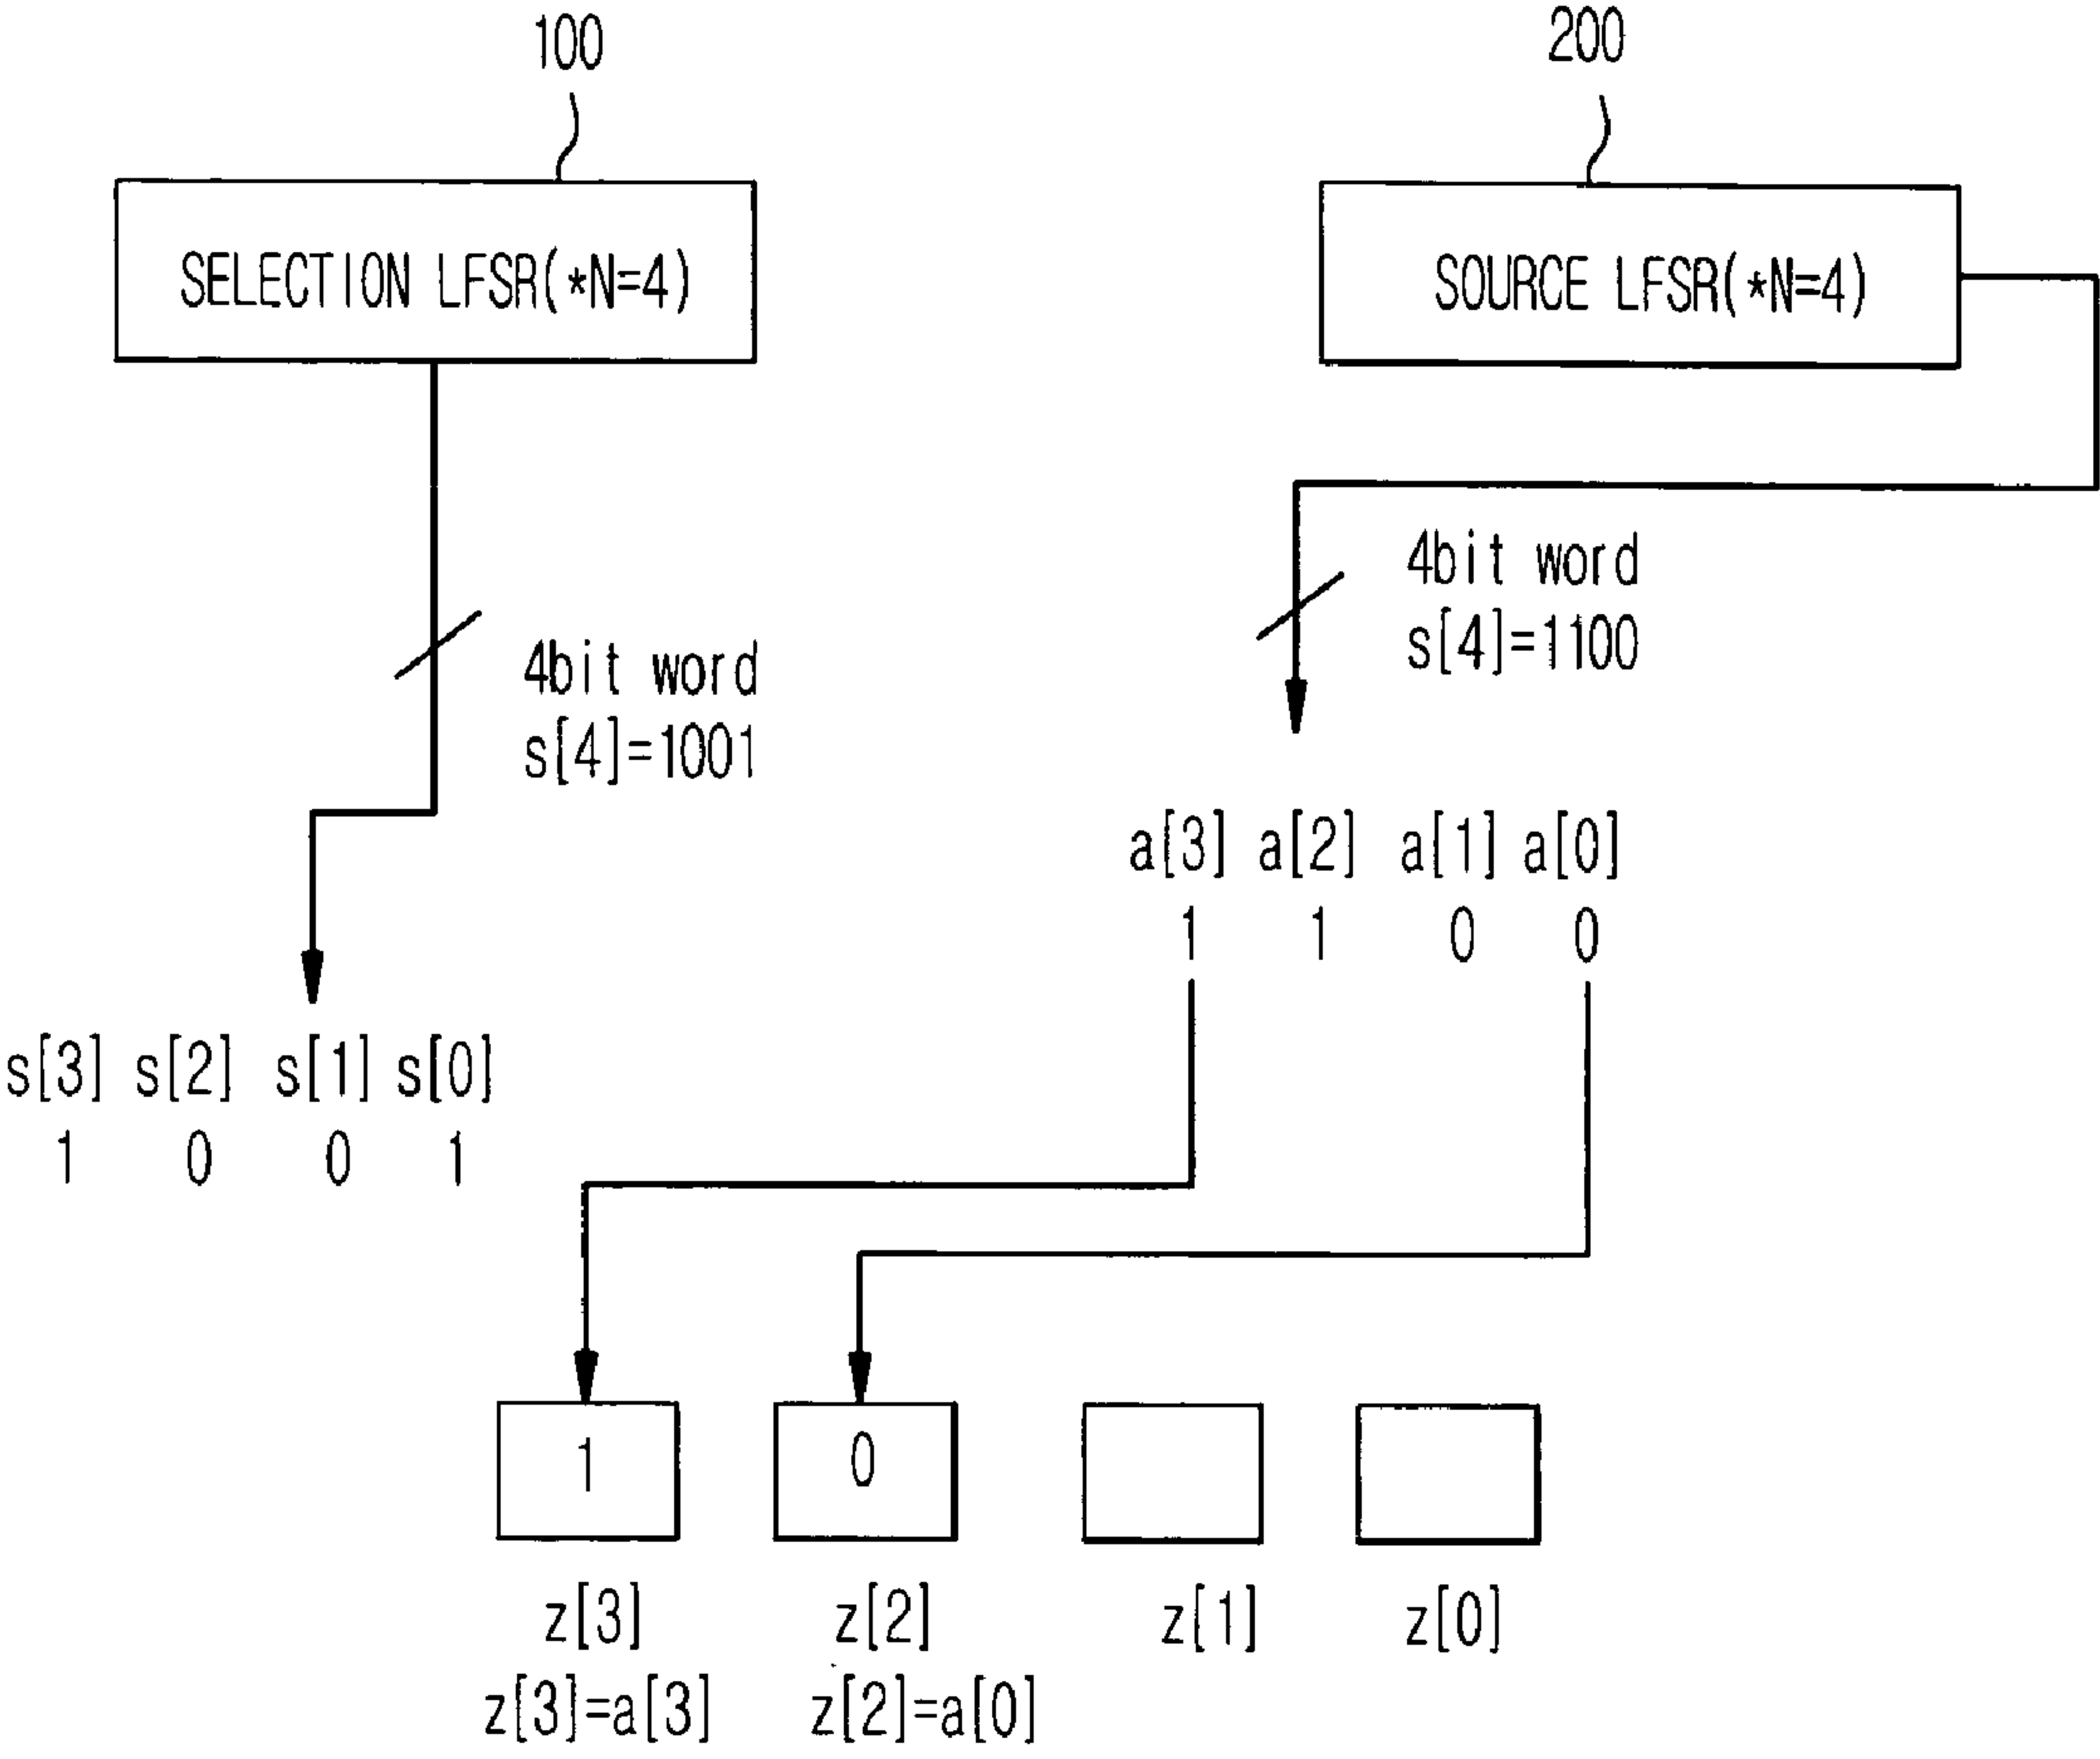 100
200
SELECTION LFSR(*N=4)
SOURCE LFSR(*N=4)
4bit word
s[4]=1100
4bit word
s[4]=1001
a[3] a[2] a[1] a[0]
1 1 0 0
s[3] s[2] s[1] s[0]
1 0 0 1
1 0
z[3] z[2] z[1] z[0]
z[3]=a[3] z[2]=a[0]